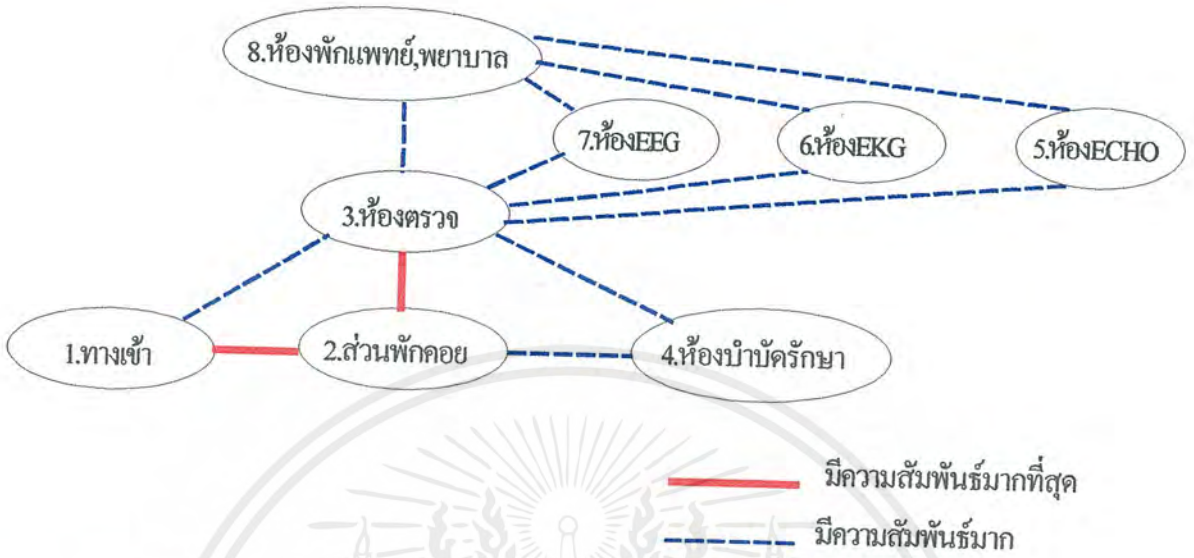 8.ห้องพักแพทย์,พยาบาล
7.ห้องEEG
6.ห้องEKG
5.ห้องECHO
3.ห้องตรวจ
1.ทางเข้า
2.ส่วนพักคอย
4.ห้องบำบัดรักษา
มีความสัมพันธ์มากที่สุด
มีความสัมพันธ์มาก